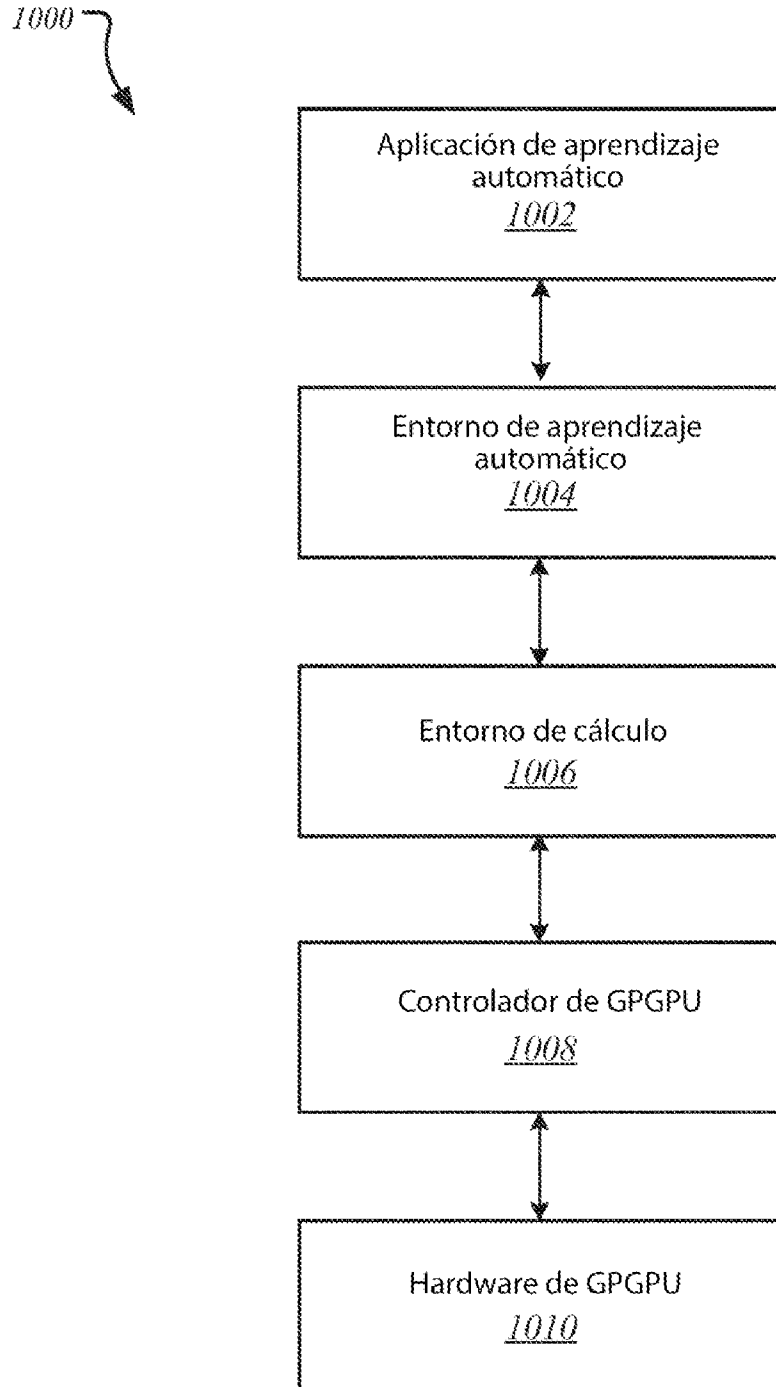 1000
Aplicación de aprendizaje
automático
1002
Entorno de aprendizaje
automático
1004
Entorno de cálculo
1006
Controlador de GPGPU
1008
Hardware de GPGPU
1010